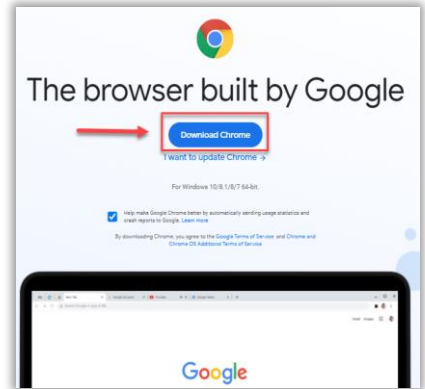 The browser built by Google
Download Chrome
I want to update Chrome →
For Windows 10/8.1/8/7 64-bit.
Help make Google Chrome better by automatically sending usage statistics and
crash reports to Google. Learn more
By downloading Chrome, you agree to the Google Terms of Service and Chrome and
Chrome OS Additional Terms of Service
New Tab
Google